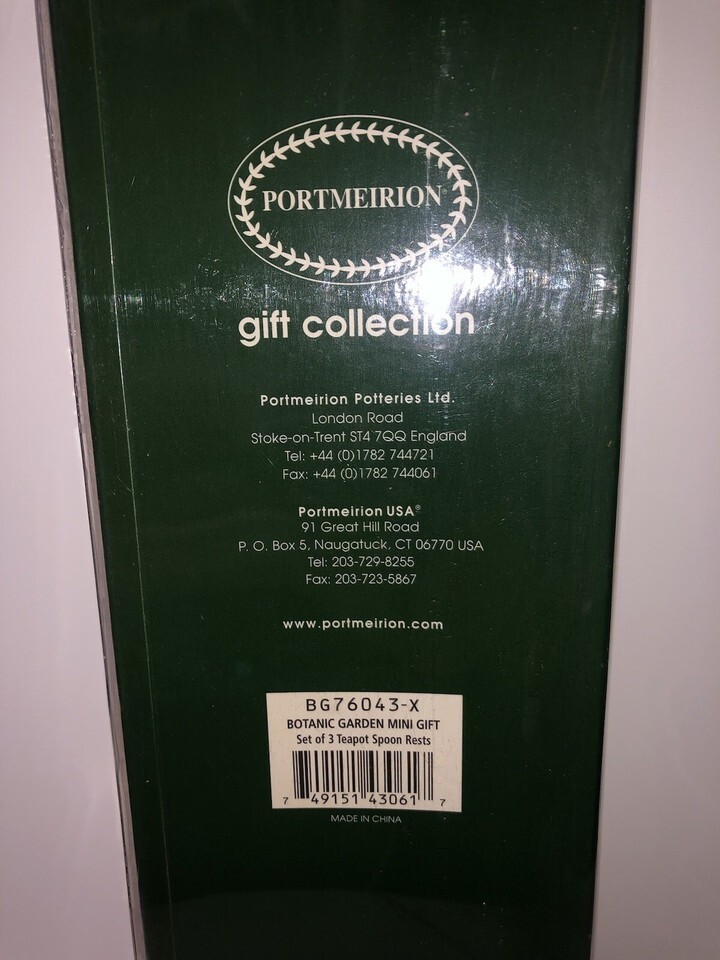 PORTMEIRION®
gift collection
Portmeirion Potteries Ltd.
London Road
Stoke-on-Trent ST4 7QQ England
Tel: +44 (0)1782 744721
Fax: +44 (0)1782 744061
Portmeirion USA®
91 Great Hill Road
P. O. Box 5, Naugatuck, CT 06770 USA
Tel: 203-729-8255
Fax: 203-723-5867
www.portmeirion.com
BG76043-X
BOTANIC GARDEN MINI GIFT
Set of 3 Teapot Spoon Rests
7 49151 43061 7
MADE IN CHINA